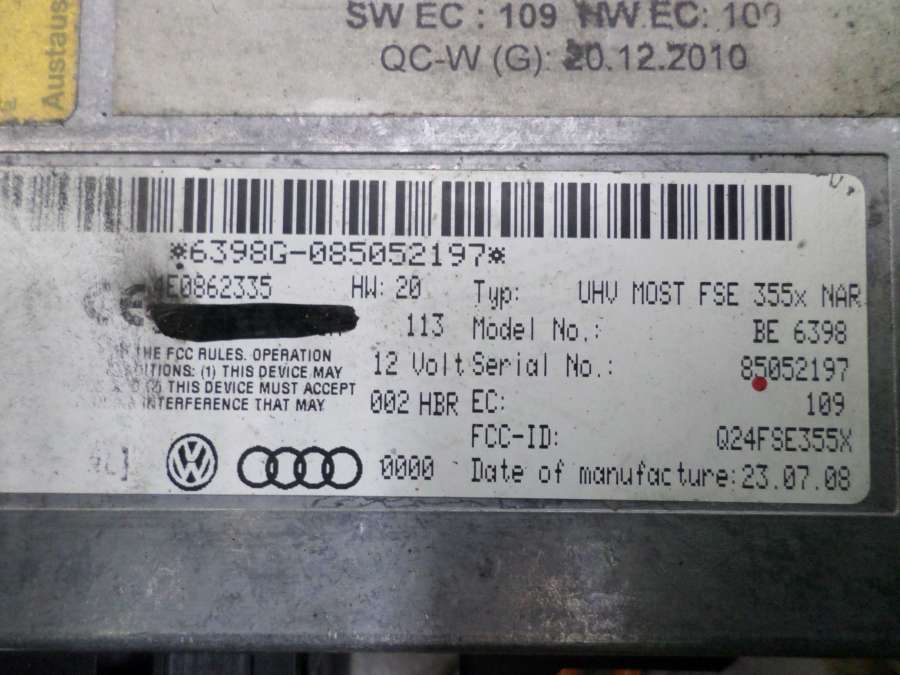 Austaus
SW EC : 109 HW EC: 109
QC-W (G): 20.12.2010
*6398G-085052197*
4E0862335 HW: 20 Typ: UHV MOST FSE 355x NAR
113 Model No.: BE 6398
THE FCC RULES. OPERATION
12 Volt Serial No.: 85052197
(1) THIS DEVICE MAY
THIS DEVICE MUST ACCEPT
002 HBR EC: 109
INTERFERENCE THAT MAY
FCC-ID: Q24FSE355X
0000 Date of manufacture: 23.07.08